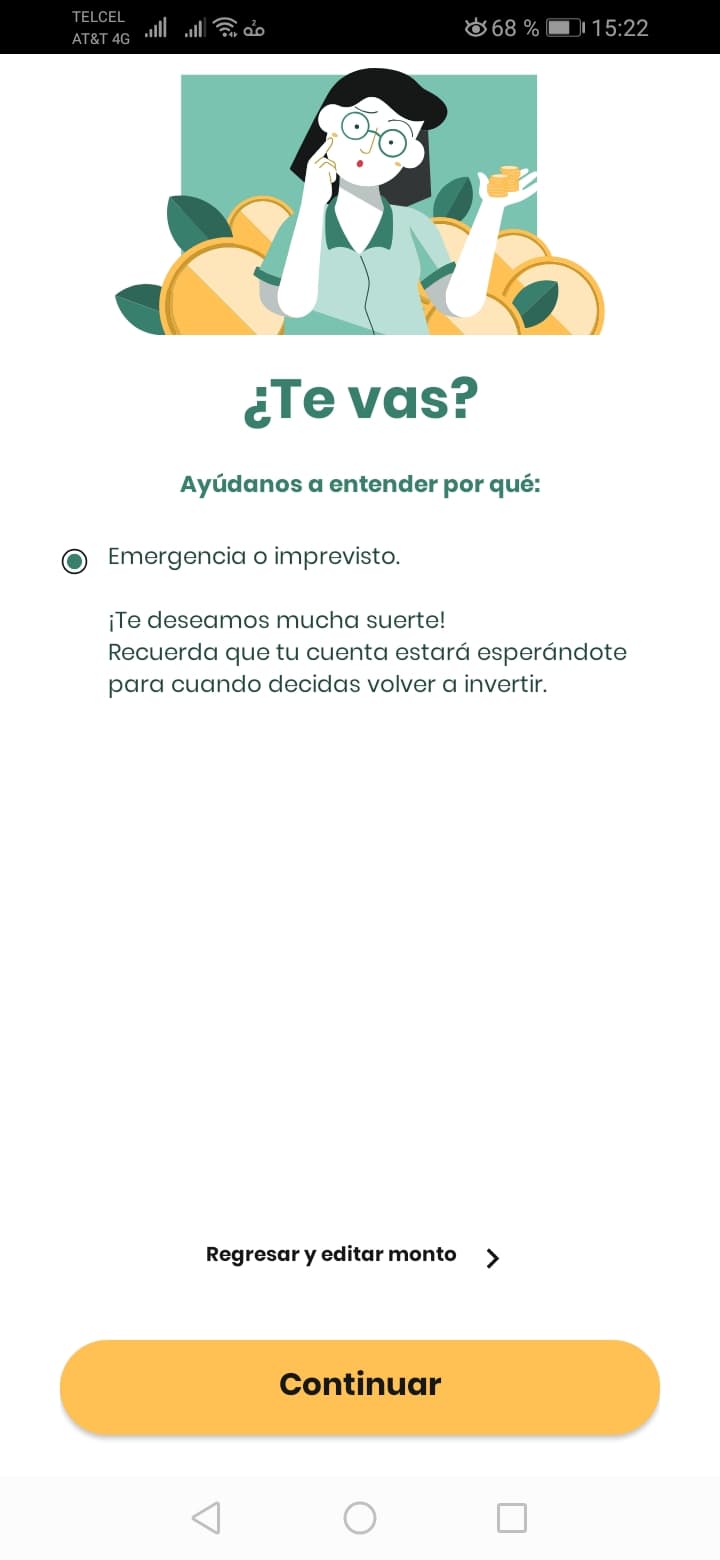 TELCEL
AT&T 4G
2
68 %
15:22
¿Te vas?
Ayúdanos a entender por qué:
Emergencia o imprevisto.
¡Te deseamos mucha suerte!
Recuerda que tu cuenta estará esperándote
para cuando decidas volver a invertir.
Regresar y editar monto
Continuar